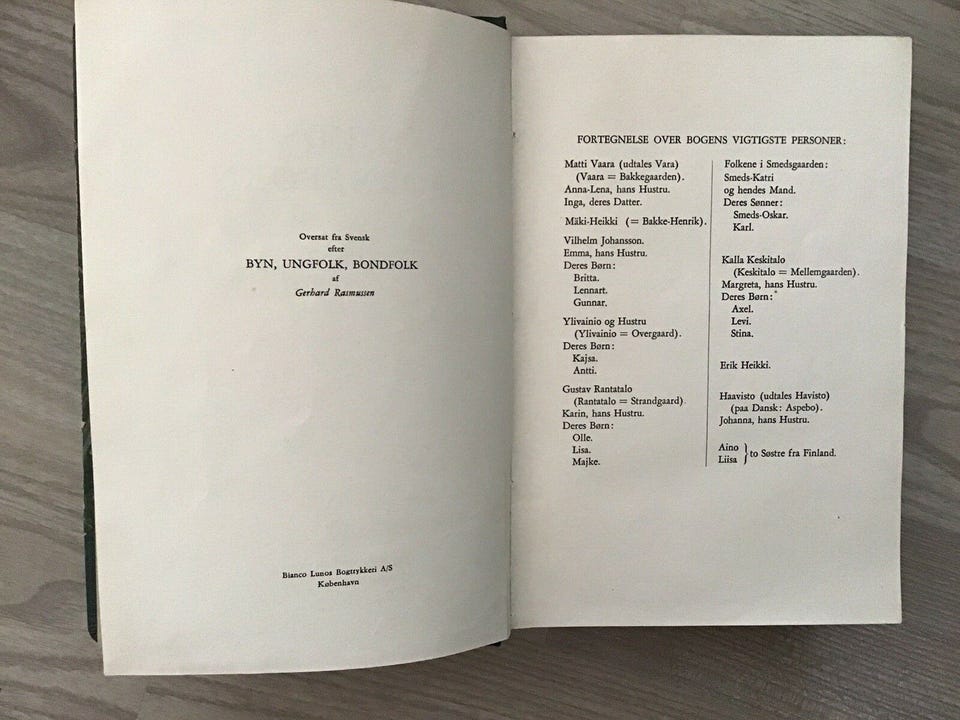 Oversat fra Svensk
efter
BYN, UNGFOLK, BONDFOLK
af
Gerhard Rasmussen
Bianco Lunos Bogtrykkeri A/S
København
FORTEGNELSE OVER BOGENS VIGTIGSTE PERSONER:
Matti Vaara (udtales Vara)
(Vaara = Bakkegaarden).
Anna-Lena, hans Hustru.
Inga, deres Datter.
Mäki-Heikki (= Bakke-Henrik).
Vilhelm Johansson.
Emma, hans Hustru.
Deres Børn:
Britta.
Lennart.
Gunnar.
Ylivainio og Hustru
(Ylivainio = Overgaard).
Deres Børn:
Kajsa.
Antti.
Gustav Rantatalo
(Rantatalo = Strandgaard)
Karin, hans Hustru.
Deres Børn:
Olle.
Lisa.
Majke.
Folkene i Smedsgaarden:
Smeds-Katri
og hendes Mand.
Deres Sønner:
Smeds-Oskar.
Karl.
Kalla Keskitalo
(Keskitalo = Mellemgaarden).
Margreta, hans Hustru.
Deres Børn:
Axel.
Levi.
Stina.
Erik Heikki.
Haavisto (udtales Havisto)
(paa Dansk: Aspebo).
Johanna, hans Hustru.
Aino
Liisa } to Søstre fra Finland.